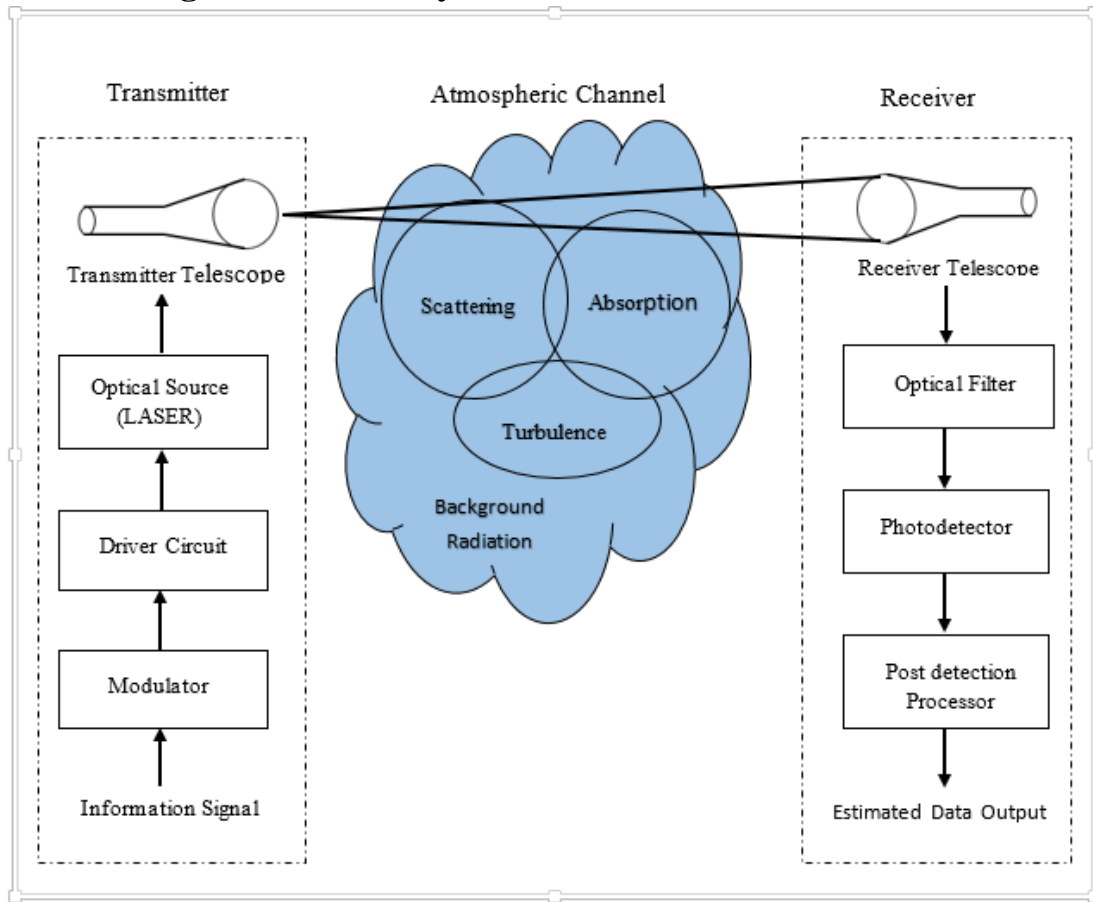 Transmitter
Atmospheric Channel
Receiver
Transmitter Telescope
Optical Source
(LASER)
Driver Circuit
Modulator
Information Signal
Scattering
Absorption
Turbulence
Background
Radiation
Receiver Telescope
Optical Filter
Photodetector
Post detection
Processor
Estimated Data Output